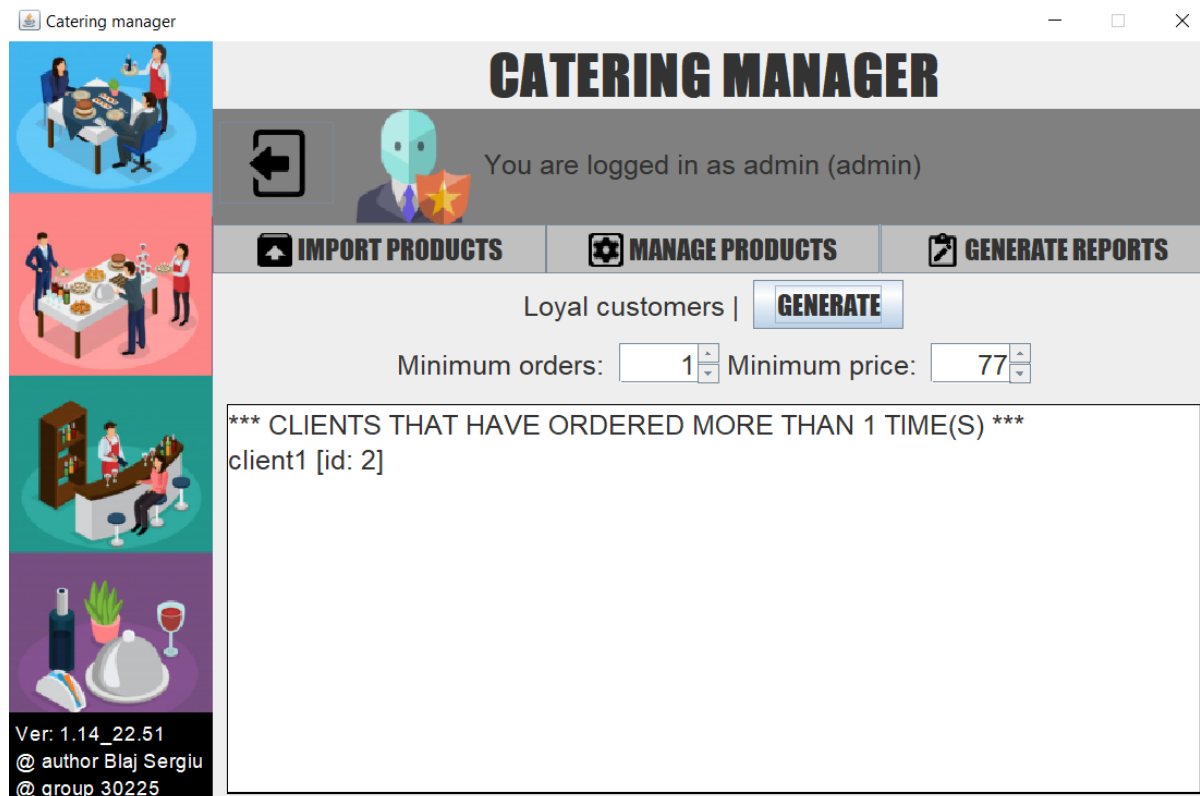 Catering manager
CATERING MANAGER
You are logged in as admin (admin)
IMPORT PRODUCTS
MANAGE PRODUCTS
GENERATE REPORTS
Loyal customers | GENERATE
Minimum orders: 1 Minimum price: 77
*** CLIENTS THAT HAVE ORDERED MORE THAN 1 TIME(S) ***
client1 [id: 2]
Ver: 1.14_22.51
@ author Blaj Sergiu
@ group 30225